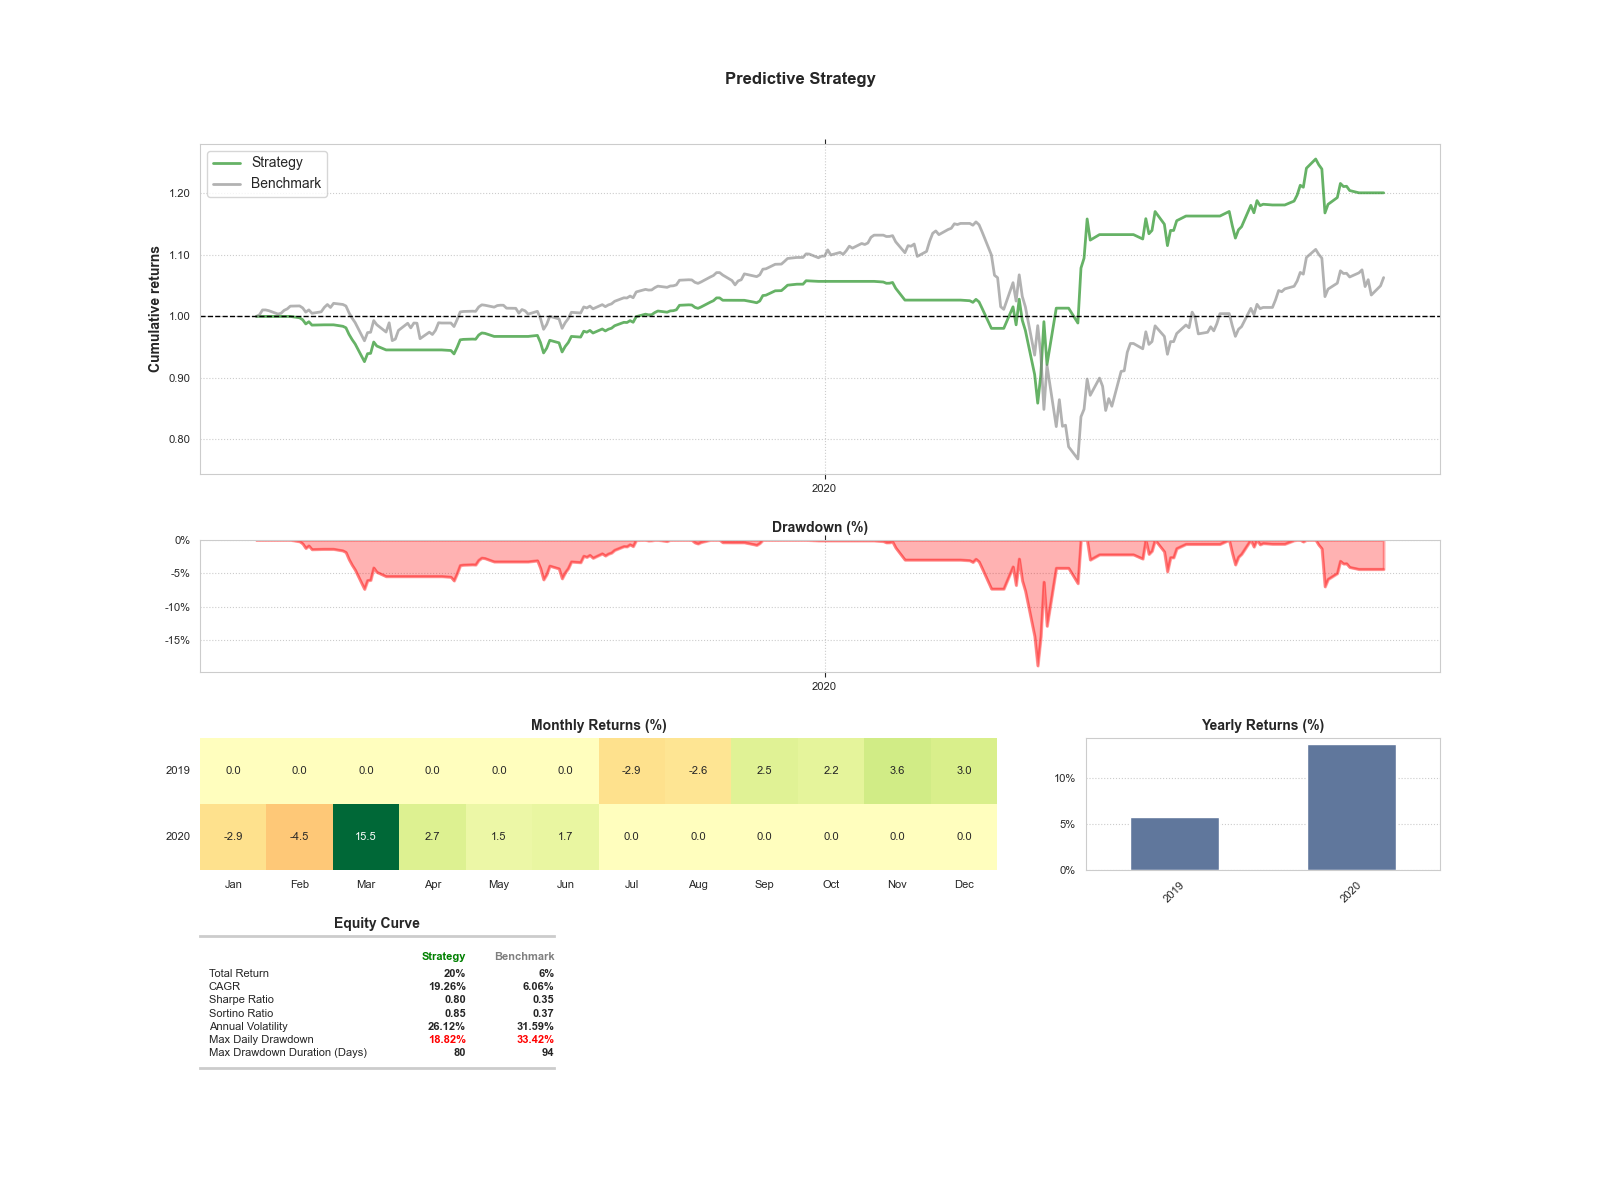 Predictive Strategy
Strategy
Benchmark
Cumulative returns
1.20
1.10
1.00
0.90
0.80
2020
Drawdown (%)
0%
-5%
-10%
-15%
2020
Monthly Returns (%)
2019 0.0 0.0 0.0 0.0 0.0 0.0 -2.9 -2.6 2.5 2.2 3.6 3.0
2020 -2.9 -4.5 15.5 2.7 1.5 1.7 0.0 0.0 0.0 0.0 0.0 0.0
Jan Feb Mar Apr May Jun Jul Aug Sep Oct Nov Dec
Yearly Returns (%)
10%
5%
0%
2019 2020
Equity Curve
Strategy Benchmark
Total Return 20% 6%
CAGR 19.26% 6.06%
Sharpe Ratio 0.80 0.35
Sortino Ratio 0.85 0.37
Annual Volatility 26.12% 31.59%
Max Daily Drawdown 18.82% 33.42%
Max Drawdown Duration (Days) 80 94